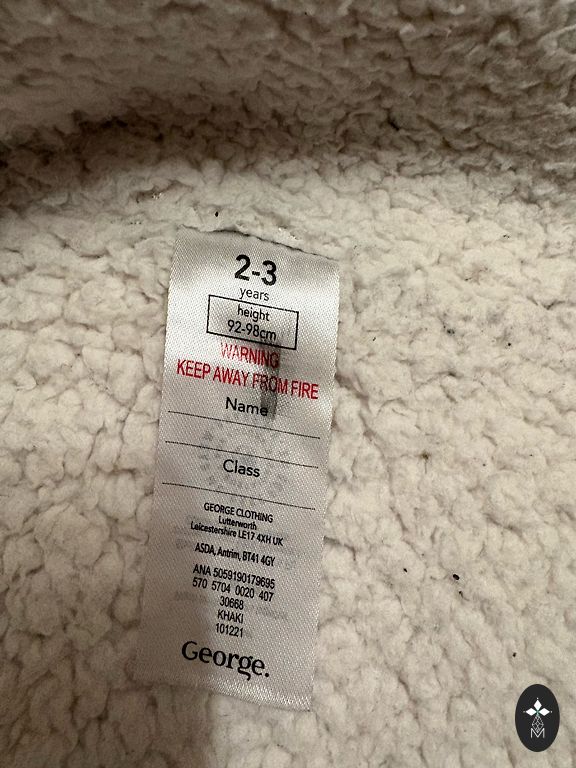 2-3
years
height
92-98cm
WARNING
KEEP AWAY FROM FIRE
Name
Class
GEORGE CLOTHING
Lutterworth
Leicestershire LE17 4XH UK
ASDA, Antrim, BT41 4GY
ANA 5059190179695
570 5704 0020 407
30668
KHAKI
101221
George.
M